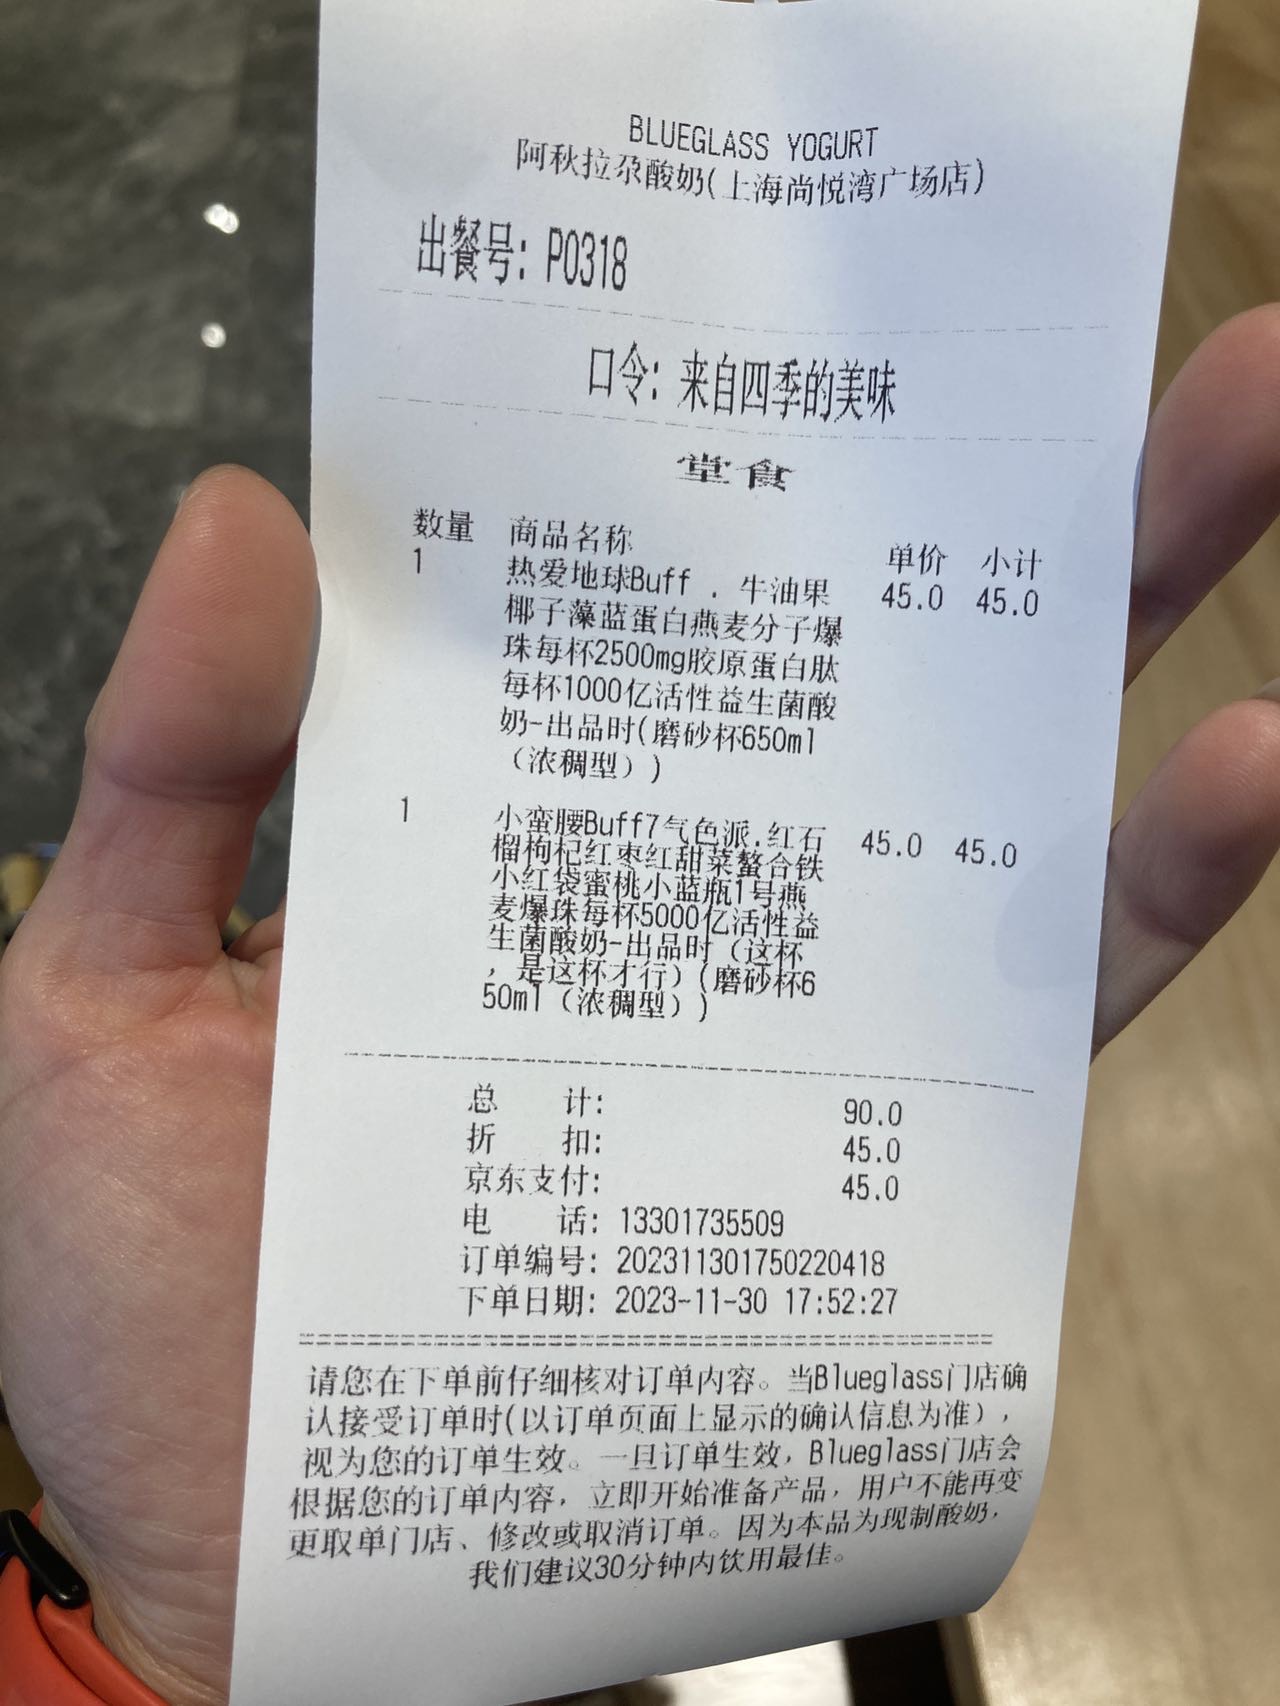 BLUEGLASS YOGURT
阿秋拉尕酸奶(上海尚悦湾广场店)
出餐号: P0318
口令: 来自四季的美味
堂食
数量 商品名称 单价 小计
1 热爱地球Buff . 牛油果 45.0 45.0
椰子藻蓝蛋白燕麦分子爆
珠每杯2500mg胶原蛋白肽
每杯1000亿活性益生菌酸
奶-出品时(磨砂杯650ml
(浓稠型))
1 小蛮腰Buff7气色派.红石 45.0 45.0
榴枸杞红枣红甜菜螯合铁
小红袋蜜桃小蓝瓶1号燕
麦爆珠每杯5000亿活性益
生菌酸奶-出品时(这杯
，是这杯才行)(磨砂杯6
50ml(浓稠型))
总 计: 90.0
折 扣: 45.0
京东支付: 45.0
电 话: 13301735509
订单编号: 202311301750220418
下单日期: 2023-11-30 17:52:27
请您在下单前仔细核对订单内容。当Blueglass门店确
认接受订单时(以订单页面上显示的确认信息为准)，
视为您的订单生效。一旦订单生效，Blueglass门店会
根据您的订单内容，立即开始准备产品，用户不能再变
更取单门店、修改或取消订单。因为本品为现制酸奶，
我们建议30分钟内饮用最佳。